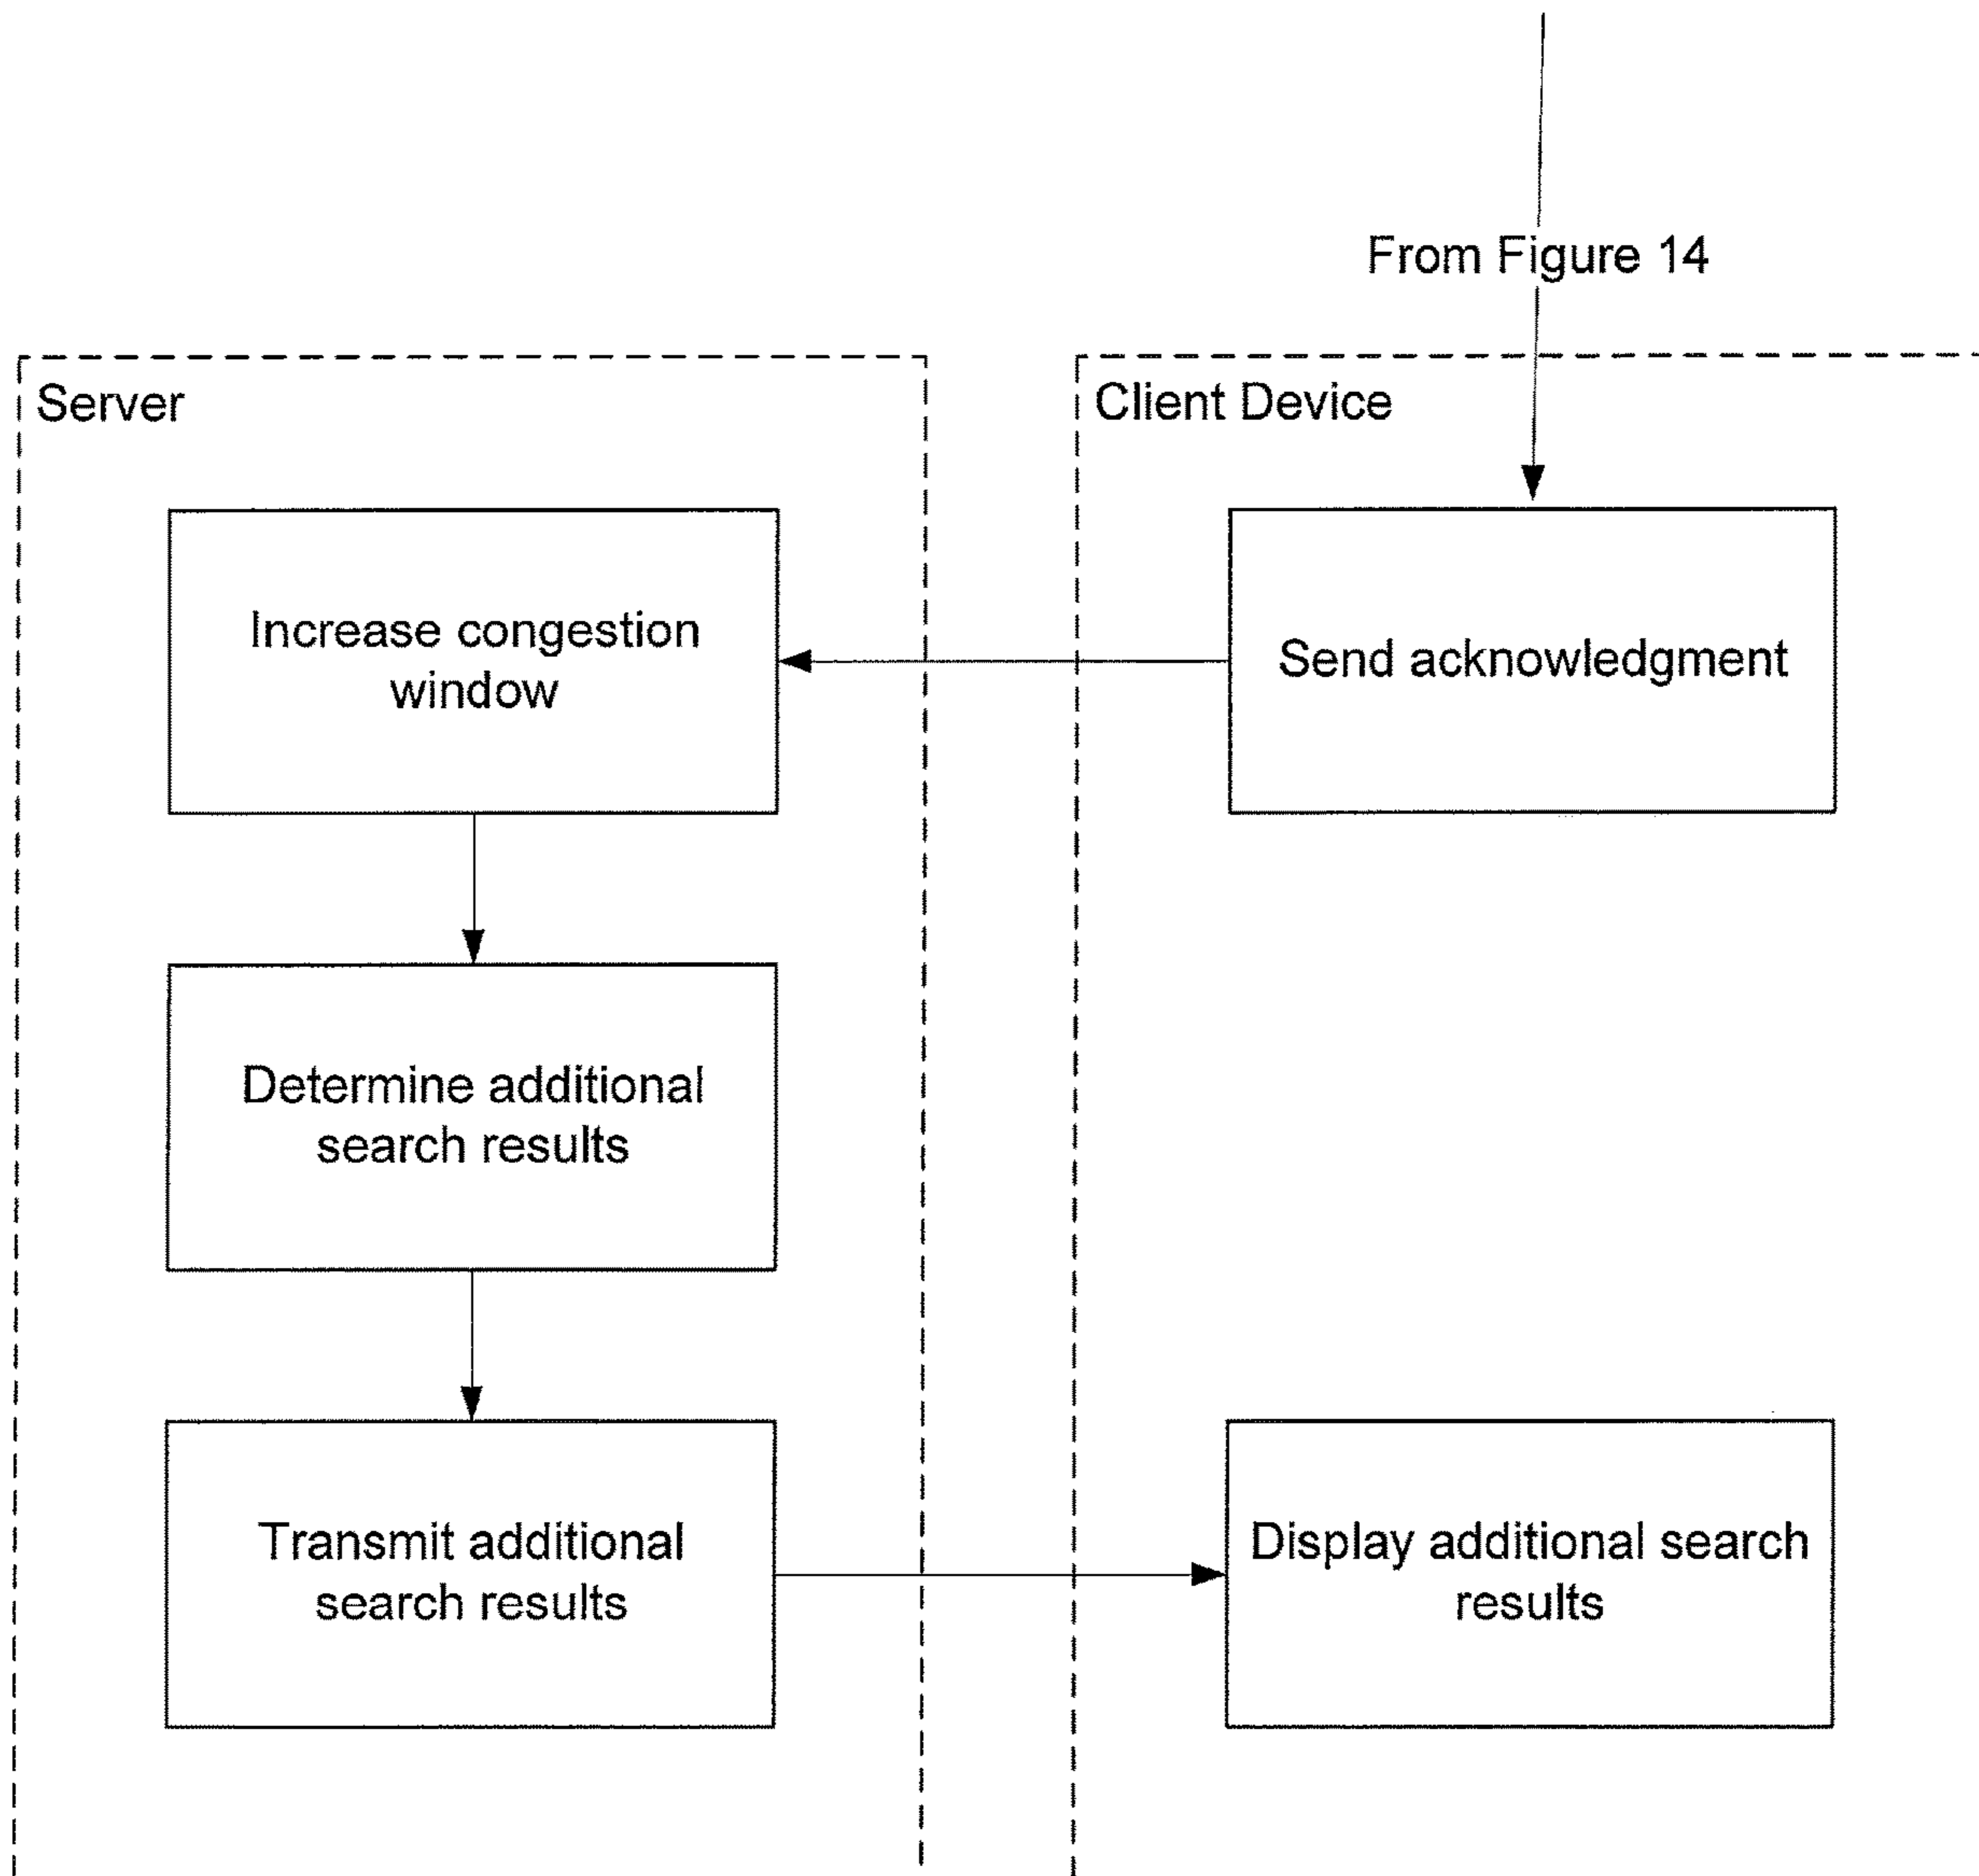 From Figure 14
Server
Client Device
Increase congestion
window
Send acknowledgment
Determine additional
search results
Transmit additional
search results
Display additional search
results